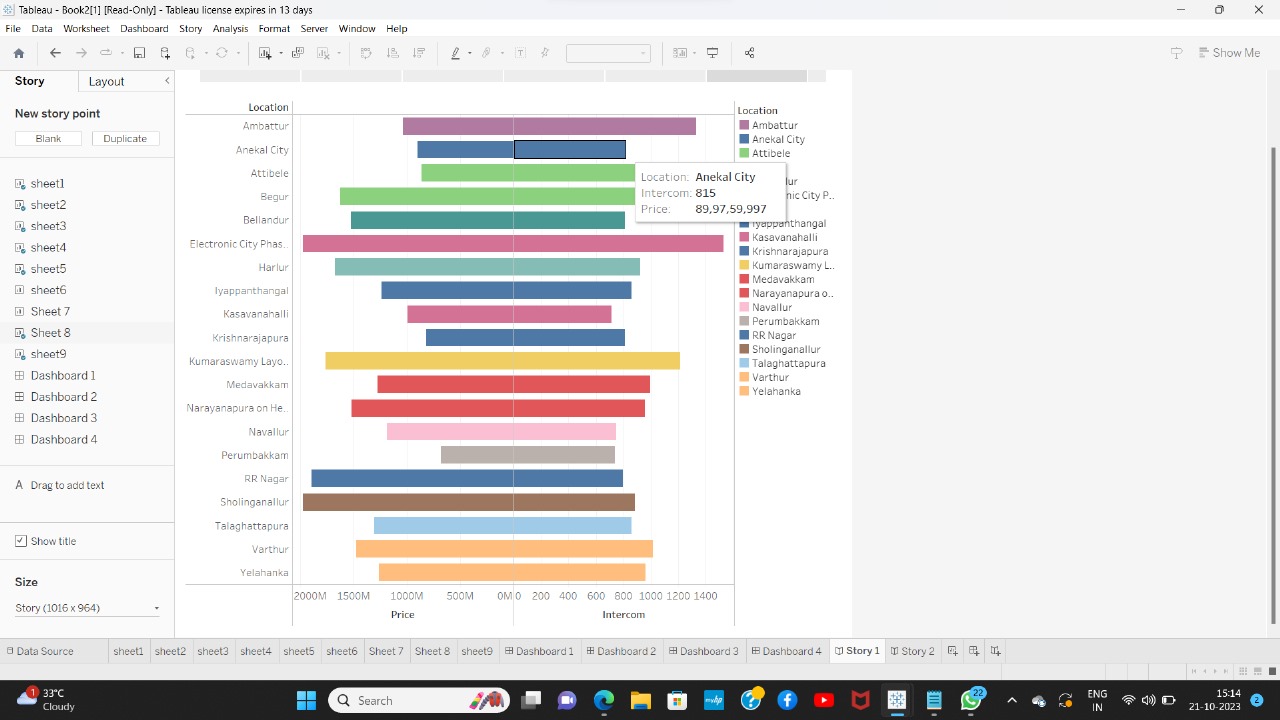 Tableau - Book2[1] [Read-Only] - Tableau license expires in 13 days
File Data Worksheet Dashboard Story Analysis Format Server Window Help
Show Me
Story Layout
New story point
Blank Duplicate
sheet1
sheet2
sheet3
sheet4
sheet5
sheet6
Sheet 7
Sheet 8
sheet9
Dashboard 1
Dashboard 2
Dashboard 3
Dashboard 4
A Drag to add text
Show title
Size
Story (1016 x 964)
Location
Ambattur
Anekal City
Attibele
Begur
Bellandur
Electronic City Phas..
Harlur
Iyappanthangal
Kasavanahalli
Krishnarajapura
Kumaraswamy Layo..
Medavakkam
Narayanapura on He..
Navallur
Perumbakkam
RR Nagar
Sholinganallur
Talaghattapura
Varthur
Yelahanka
2000M 1500M 1000M 500M 0M 0 200 400 600 800 1000 1200 1400
Price Intercom
Location: Anekal City
Intercom: 815
Price: 89,97,59,997
Location
Ambattur
Anekal City
Attibele
Iyappanthangal
Kasavanahalli
Krishnarajapura
Kumaraswamy L..
Medavakkam
Narayanapura o..
Navallur
Perumbakkam
RR Nagar
Sholinganallur
Talaghattapura
Varthur
Yelahanka
Data Source sheet1 sheet2 sheet3 sheet4 sheet5 sheet6 Sheet 7 Sheet 8 sheet9 Dashboard 1 Dashboard 2 Dashboard 3 Dashboard 4 Story 1 Story 2
1
33°C
Cloudy
Search
22
ENG
IN
15:14
21-10-2023
2